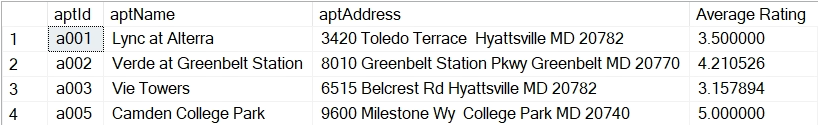 aptId aptName aptAddress Average Rating
1 a001 Lync at Alterra 3420 Toledo Terrace  Hyattsville MD 20782 3.500000
2 a002 Verde at Greenbelt Station 8010 Greenbelt Station Pkwy Greenbelt MD 20770 4.210526
3 a003 Vie Towers 6515 Belcrest Rd Hyattsville MD 20782 3.157894
4 a005 Camden College Park 9600 Milestone Wy  College Park MD 20740 5.000000